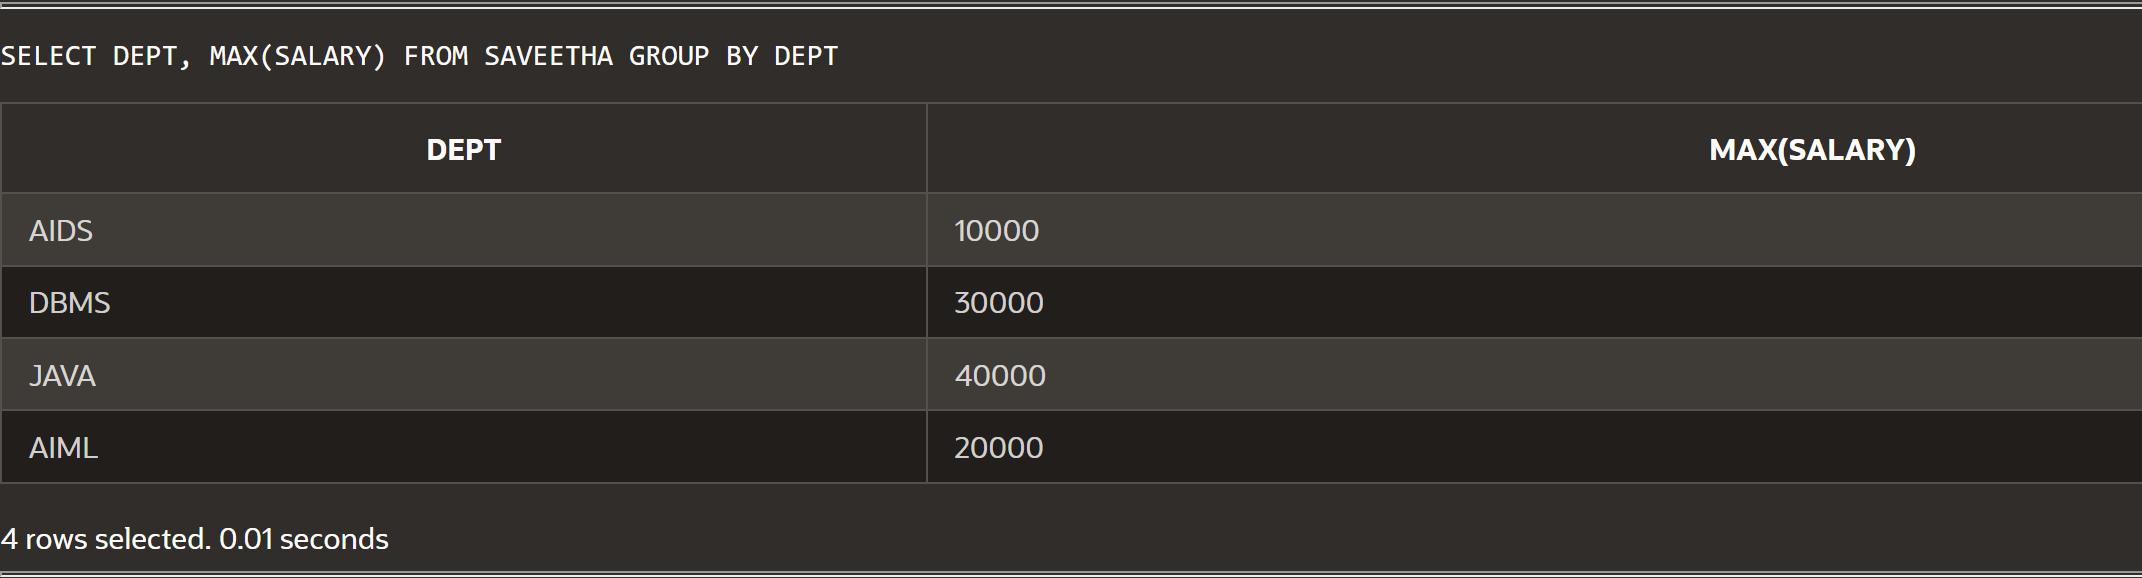 SELECT DEPT, MAX(SALARY) FROM SAVEETHA GROUP BY DEPT
DEPT MAX(SALARY)
AIDS 10000
DBMS 30000
JAVA 40000
AIML 20000
4 rows selected. 0.01 seconds